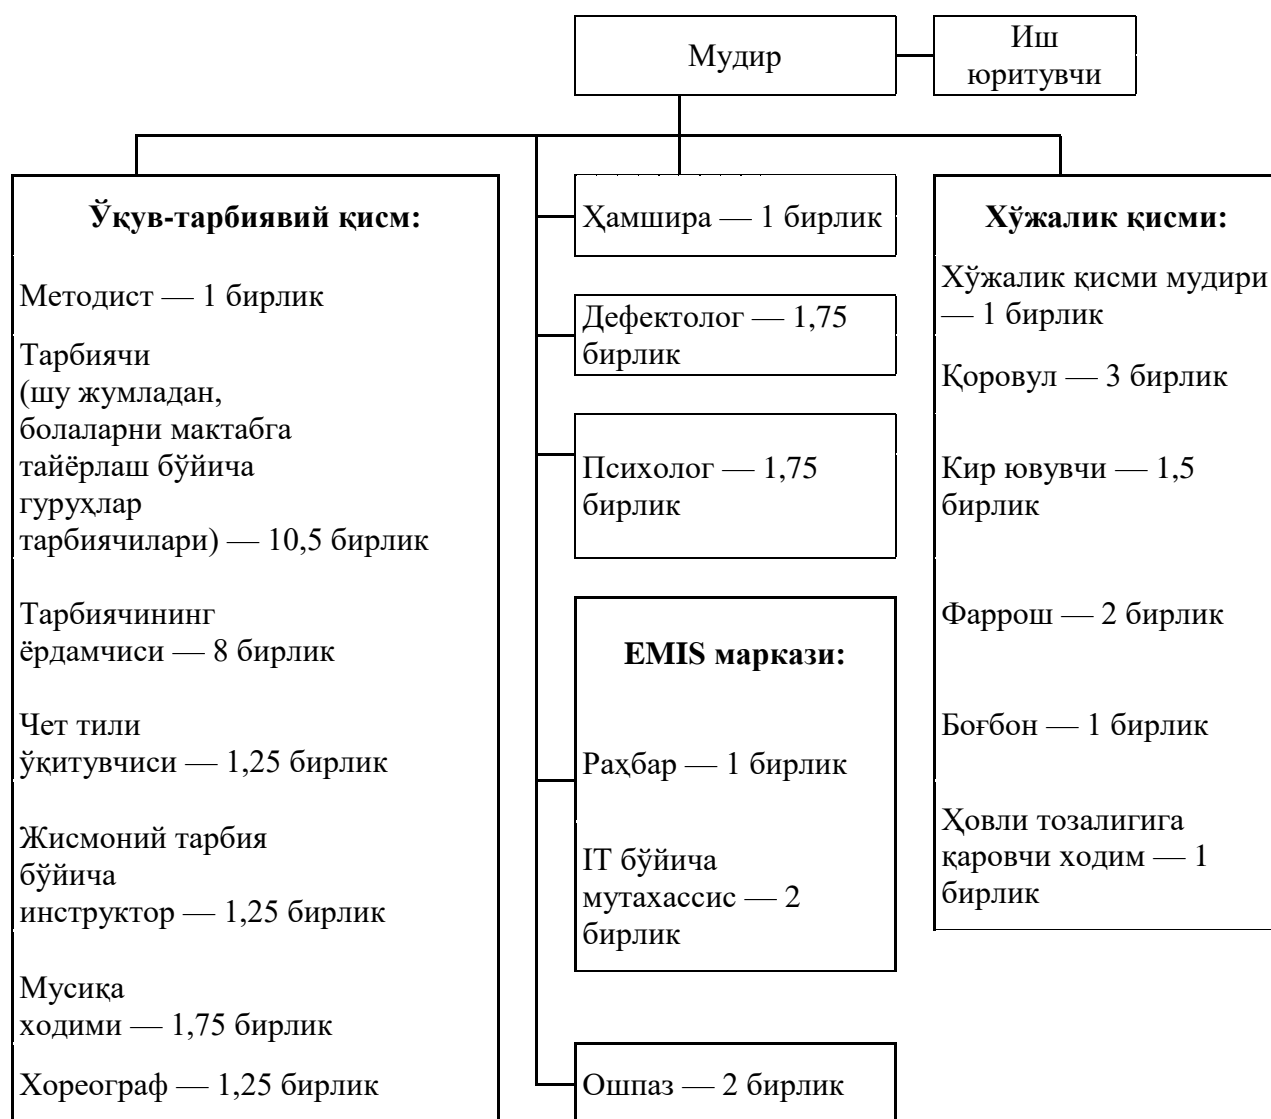 Мудир
Иш
юритувчи
Ўқув-тарбиявий қисм:
Методист — 1 бирлик
Тарбиячи
(шу жумладан,
болаларни мактабга
тайёрлаш бўйича
гуруҳлар
тарбиячилари) — 10,5 бирлик
Тарбиячининг
ёрдамчиси — 8 бирлик
Чет тили
ўқитувчиси — 1,25 бирлик
Жисмоний тарбия
бўйича
инструктор — 1,25 бирлик
Мусиқа
ходими — 1,75 бирлик
Хореограф — 1,25 бирлик
Ҳамшира — 1 бирлик
Дефектолог — 1,75
бирлик
Психолог — 1,75
бирлик
EMIS маркази:
Раҳбар — 1 бирлик
IT бўйича
мутахассис — 2
бирлик
Ошпаз — 2 бирлик
Хўжалик қисми:
Хўжалик қисми мудири
— 1 бирлик
Қоровул — 3 бирлик
Кир ювувчи — 1,5
бирлик
Фаррош — 2 бирлик
Боғбон — 1 бирлик
Ҳовли тозалигига
қаровчи ходим — 1
бирлик